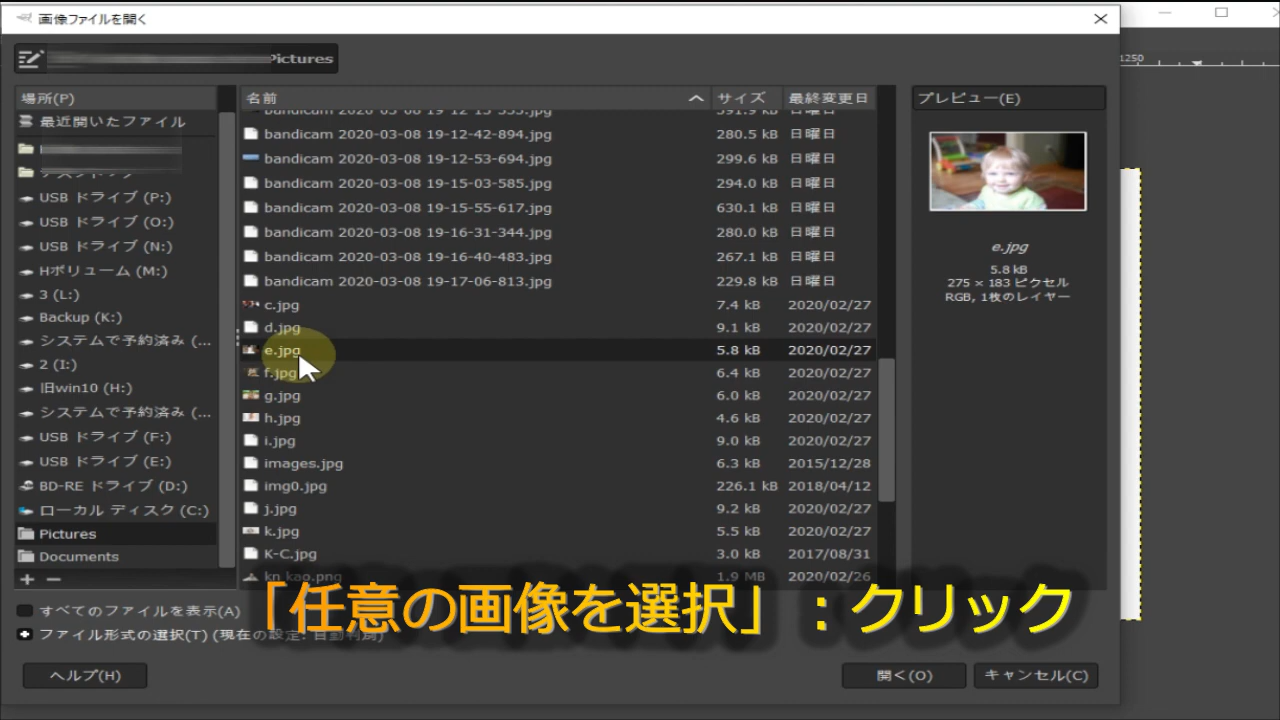 画像ファイルを開く
Pictures
1250
場所(P)
最近開いたファイル
USB ドライブ (P:)
USB ドライブ (O:)
USB ドライブ (N:)
Hボリューム (M:)
3 (L:)
Backup (K:)
システムで予約済み (...
2 (I:)
旧win10 (H:)
システムで予約済み (...
USB ドライブ (F:)
USB ドライブ (E:)
BD-RE ドライブ (D:)
ローカル ディスク (C:)
Pictures
Documents
名前 サイズ 最終変更日
bandicam 2020-03-08 19-12-42-894.jpg 280.5 kB 日曜日
bandicam 2020-03-08 19-12-53-694.jpg 299.6 kB 日曜日
bandicam 2020-03-08 19-15-03-585.jpg 294.0 kB 日曜日
bandicam 2020-03-08 19-15-55-617.jpg 630.1 kB 日曜日
bandicam 2020-03-08 19-16-31-344.jpg 280.0 kB 日曜日
bandicam 2020-03-08 19-16-40-483.jpg 267.1 kB 日曜日
bandicam 2020-03-08 19-17-06-813.jpg 229.8 kB 日曜日
c.jpg 7.4 kB 2020/02/27
d.jpg 9.1 kB 2020/02/27
e.jpg 5.8 kB 2020/02/27
f.jpg 6.4 kB 2020/02/27
g.jpg 6.0 kB 2020/02/27
h.jpg 4.6 kB 2020/02/27
i.jpg 9.0 kB 2020/02/27
images.jpg 6.3 kB 2015/12/28
img0.jpg 226.1 kB 2018/04/12
j.jpg 9.2 kB 2020/02/27
k.jpg 5.5 kB 2020/02/27
K-C.jpg 3.0 kB 2017/08/31
kn kao.png 1.9 MB 2020/02/26
プレビュー(E)
e.jpg
5.8 kB
275 × 183 ピクセル
RGB, 1枚のレイヤー
すべてのファイルを表示(A)
ファイル形式の選択(T) (現在の設定: 自動判別)
「任意の画像を選択」：クリック
ヘルプ(H)
開く(O)
キャンセル(C)